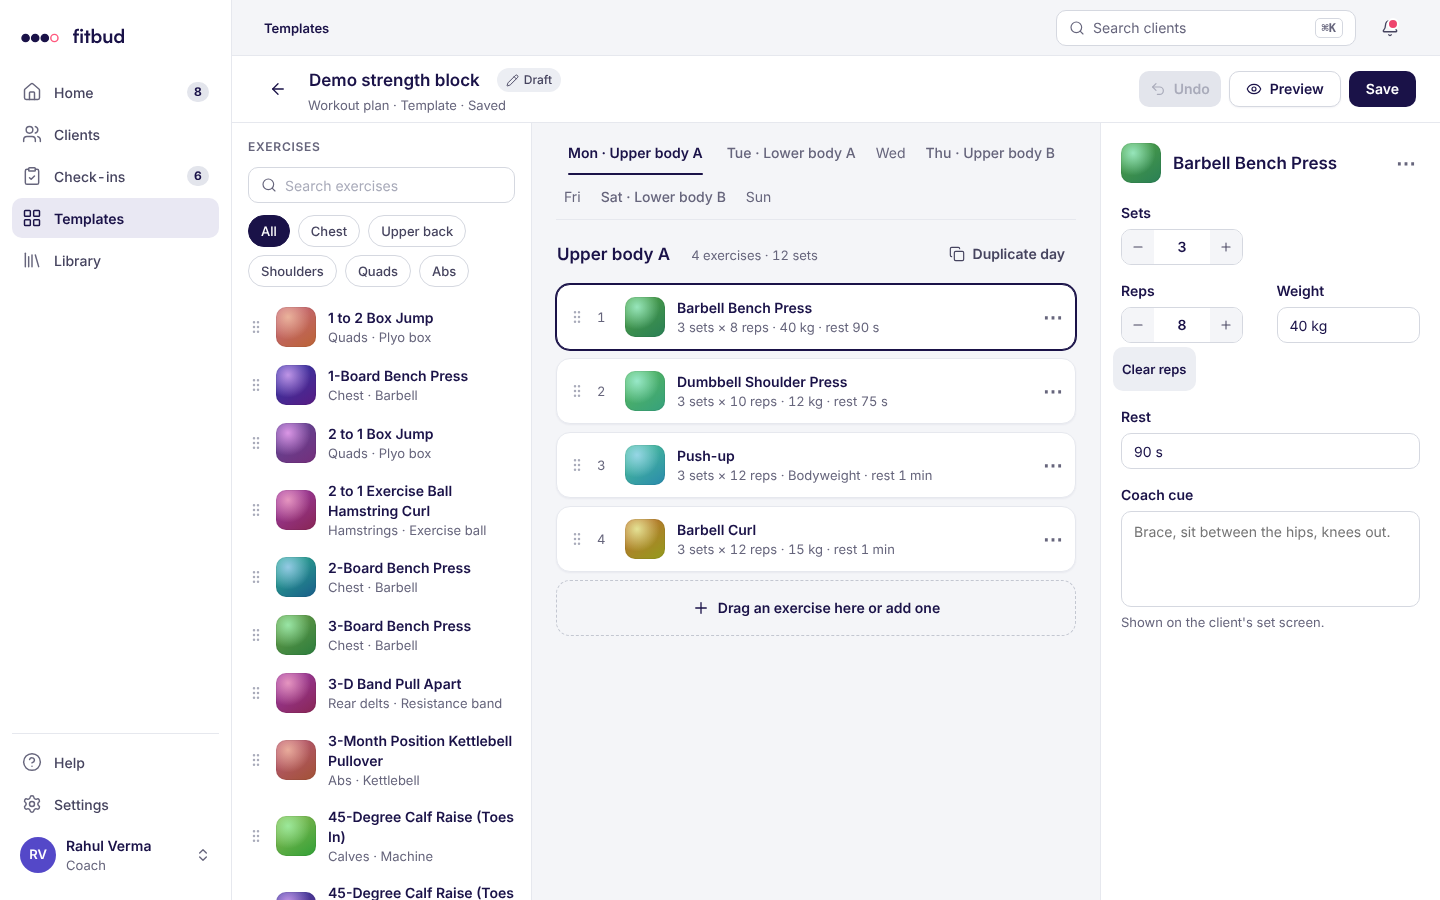 fitbud
Home 8
Clients
Check-ins 6
Templates
Library
Help
Settings
RV
Rahul Verma
Coach
Templates
Search clients
⌘K
Demo strength block
Draft
Workout plan · Template · Saved
Undo
Preview
Save
EXERCISES
Search exercises
All
Chest
Upper back
Shoulders
Quads
Abs
1 to 2 Box Jump
Quads · Plyo box
1-Board Bench Press
Chest · Barbell
2 to 1 Box Jump
Quads · Plyo box
2 to 1 Exercise Ball
Hamstring Curl
Hamstrings · Exercise ball
2-Board Bench Press
Chest · Barbell
3-Board Bench Press
Chest · Barbell
3-D Band Pull Apart
Rear delts · Resistance band
3-Month Position Kettlebell
Pullover
Abs · Kettlebell
45-Degree Calf Raise (Toes
In)
Calves · Machine
45-Degree Calf Raise (Toes
Mon · Upper body A
Tue · Lower body A
Wed
Thu · Upper body B
Fri
Sat · Lower body B
Sun
Upper body A
4 exercises · 12 sets
Duplicate day
1
Barbell Bench Press
3 sets × 8 reps · 40 kg · rest 90 s
2
Dumbbell Shoulder Press
3 sets × 10 reps · 12 kg · rest 75 s
3
Push-up
3 sets × 12 reps · Bodyweight · rest 1 min
4
Barbell Curl
3 sets × 12 reps · 15 kg · rest 1 min
Drag an exercise here or add one
Barbell Bench Press
Sets
3
Reps
8
Weight
40 kg
Clear reps
Rest
90 s
Coach cue
Brace, sit between the hips, knees out.
Shown on the client's set screen.